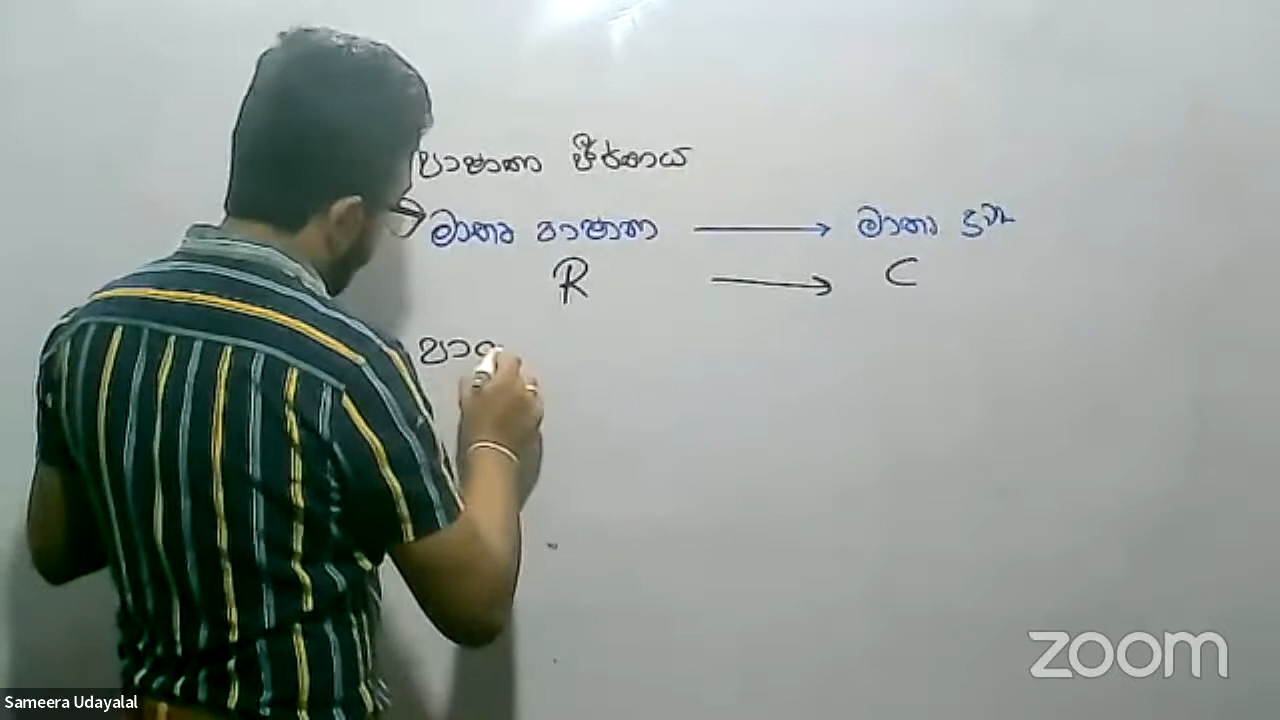 පාෂාණ ජීර්ණය
මාතෘ පාෂාණ → මාතෘ ද්‍රව්‍ය
R → C
පාෂ
zoom
Sameera Udayalal